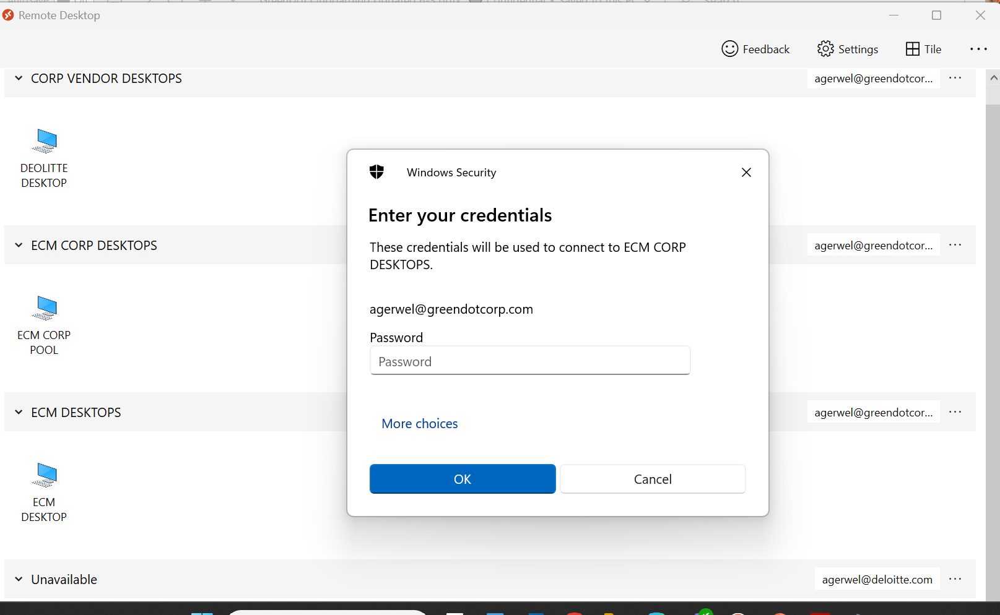 Remote Desktop
Feedback
Settings
Tile
CORP VENDOR DESKTOPS
agerwel@greendotcor...
DEOLITTE
DESKTOP
Windows Security
Enter your credentials
These credentials will be used to connect to ECM CORP
DESKTOPS.
agerwel@greendotcorp.com
Password
Password
More choices
OK
Cancel
ECM CORP DESKTOPS
agerwel@greendotcor...
ECM CORP
POOL
ECM DESKTOPS
agerwel@greendotcor...
ECM
DESKTOP
Unavailable
agerwel@deloitte.com